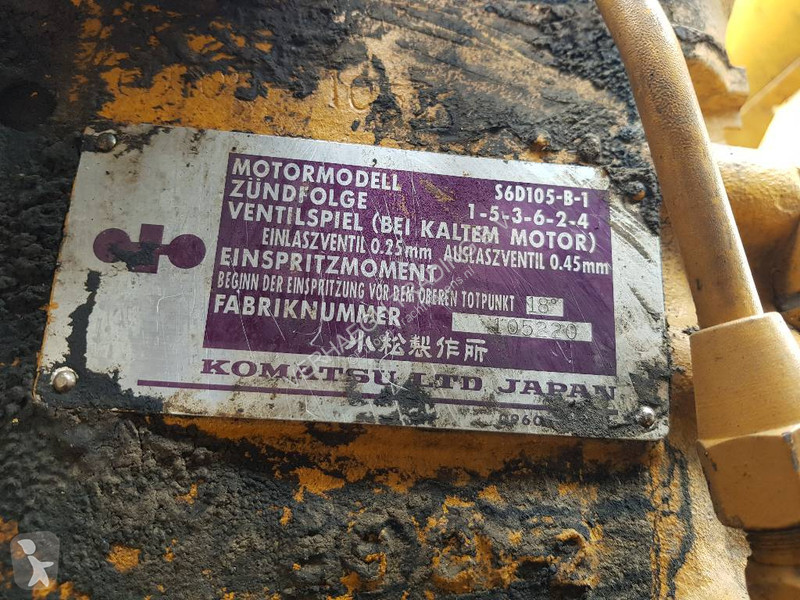 MOTORMODELL S6D105-B-1
ZÜNDFOLGE 1-5-3-6-2-4
VENTILSPIEL (BEI KALTEM MOTOR)
EINLASZVENTIL 0.25mm AUSLASZVENTIL 0.45mm
EINSPRITZMOMENT
BEGINN DER EINSPRITZUNG VOR DEM OBEREN TOTPUNKT 18°
FABRIKNUMMER 105220
小松製作所
KOMATSU LTD JAPAN